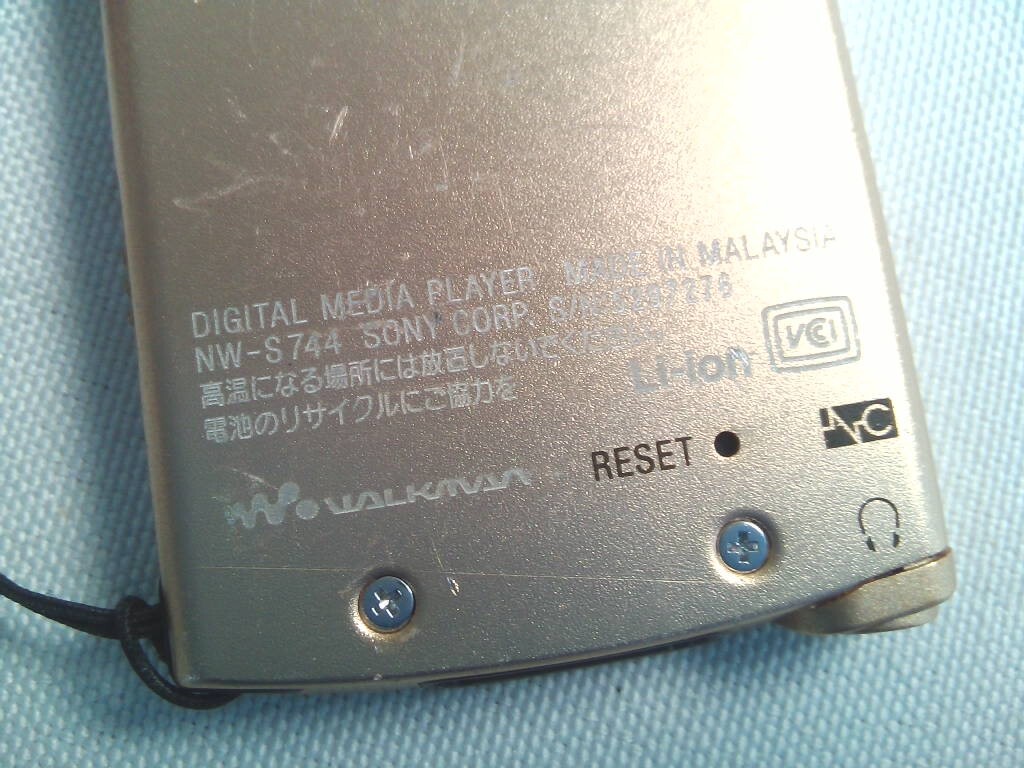 DIGITAL MEDIA PLAYER MADE IN MALAYSIA
NW-S744 SONY CORP. S/N:
高温になる場所には放置しないでください。
電池のリサイクルにご協力を
Li-ion
VCCI
RESET
WALKMAN